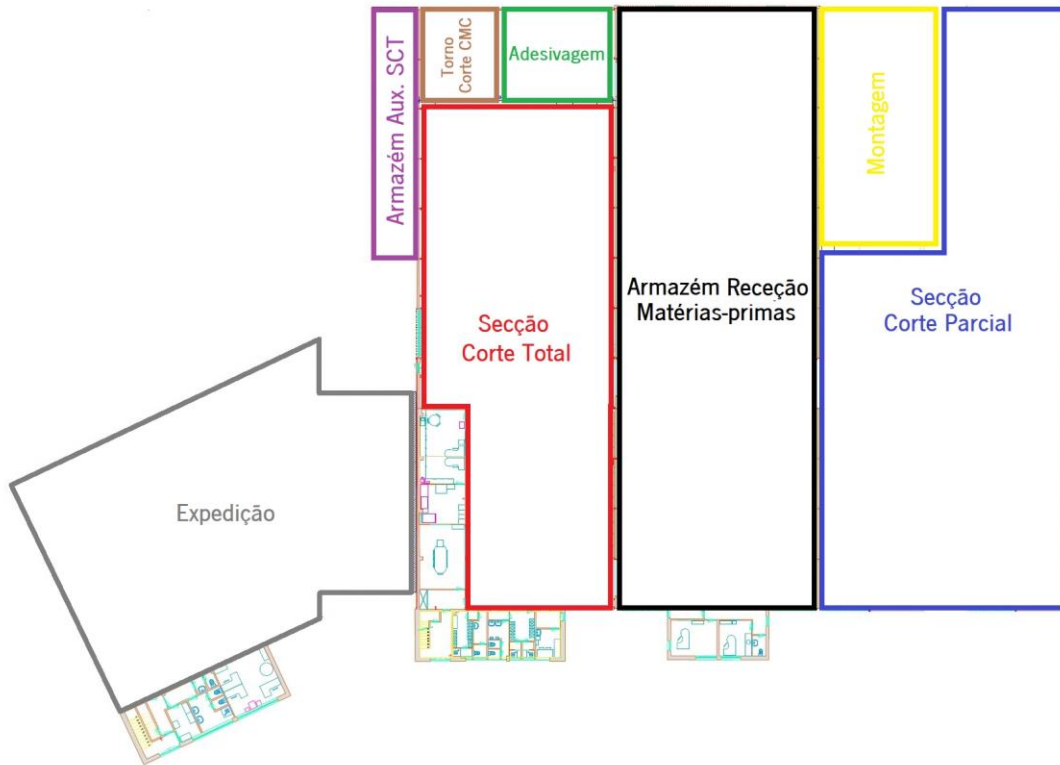 Armazém Aux. SCT
Torno
Corte CMC
Adesivagem
Montagem
Armazém Receção
Matérias-primas
Secção
Corte Parcial
Secção
Corte Total
Expedição